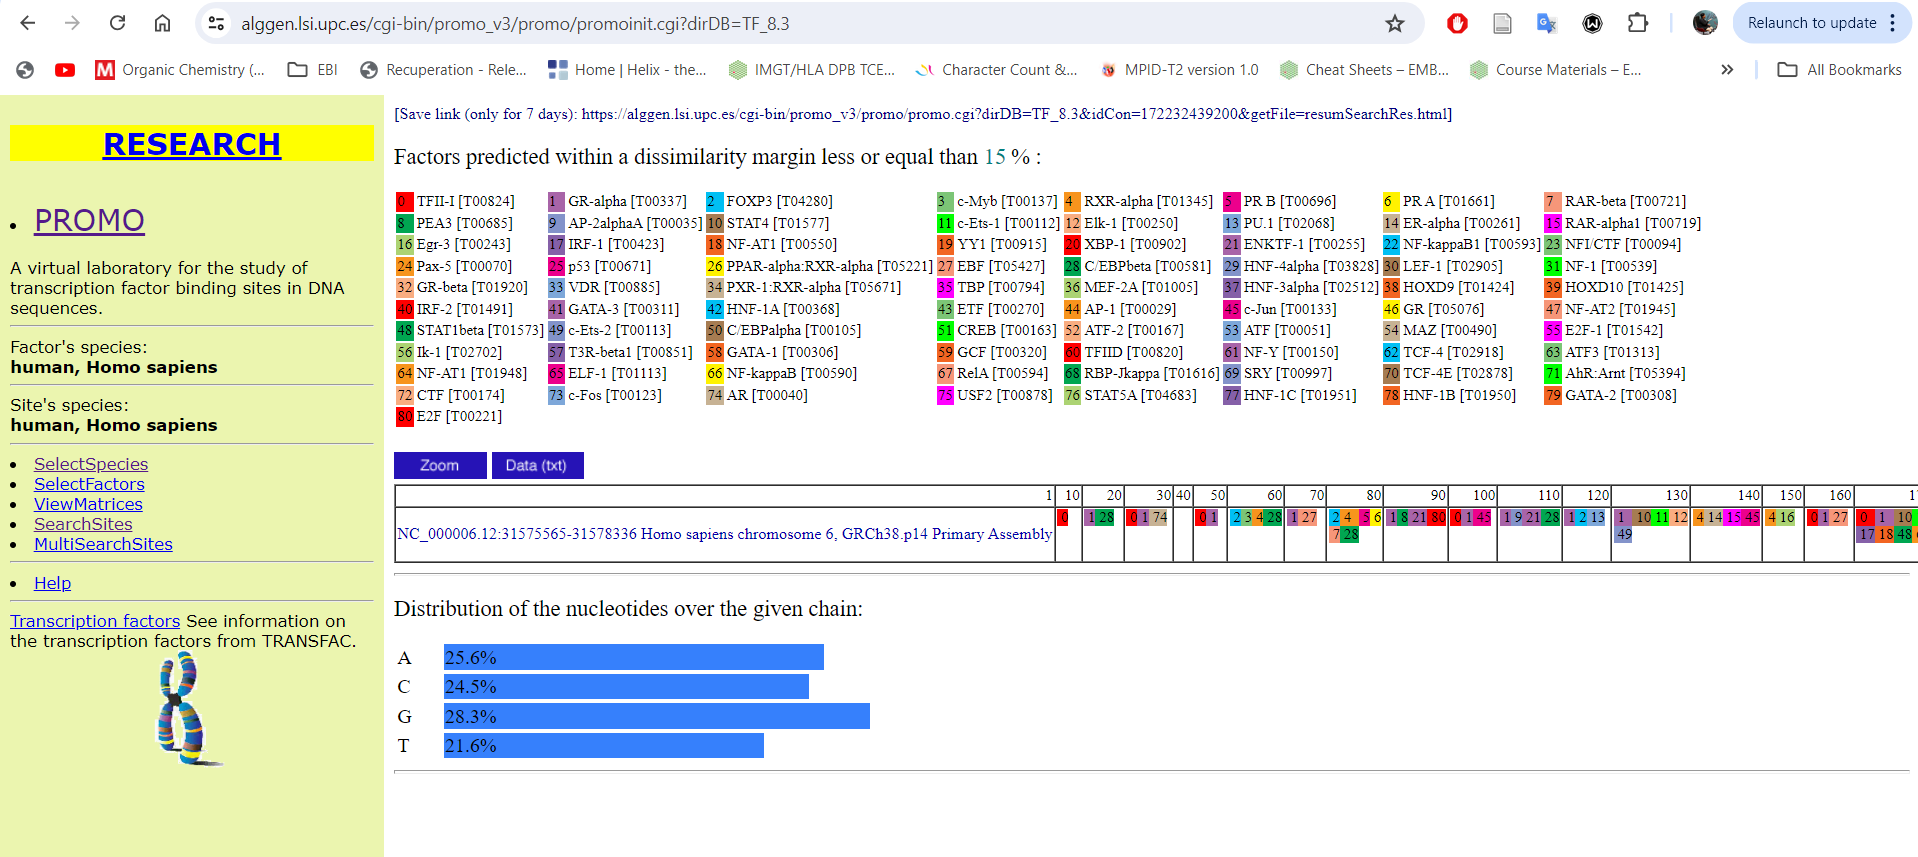 alggen.lsi.upc.es/cgi-bin/promo_v3/promo/promoinit.cgi?dirDB=TF_8.3
Relaunch to update
Organic Chemistry (... EBI Recuperation - Rele... Home | Helix - the... IMGT/HLA DPB TCE... Character Count &... MPID-T2 version 1.0 Cheat Sheets – EMB... Course Materials – E... All Bookmarks
RESEARCH
PROMO
A virtual laboratory for the study of
transcription factor binding sites in DNA
sequences.
Factor's species:
human, Homo sapiens
Site's species:
human, Homo sapiens
SelectSpecies
SelectFactors
ViewMatrices
SearchSites
MultiSearchSites
Help
Transcription factors See information on
the transcription factors from TRANSFAC.
[Save link (only for 7 days): https://alggen.lsi.upc.es/cgi-bin/promo_v3/promo/promo.cgi?dirDB=TF_8.3&idCon=172232439200&getFile=resumSearchRes.html]
Factors predicted within a dissimilarity margin less or equal than 15 % :
0 TFII-I [T00824] 1 GR-alpha [T00337] 2 FOXP3 [T04280] 3 c-Myb [T00137] 4 RXR-alpha [T01345] 5 PR B [T00696] 6 PR A [T01661] 7 RAR-beta [T00721]
8 PEA3 [T00685] 9 AP-2alphaA [T00035] 10 STAT4 [T01577] 11 c-Ets-1 [T00112] 12 Elk-1 [T00250] 13 PU.1 [T02068] 14 ER-alpha [T00261] 15 RAR-alpha1 [T00719]
16 Egr-3 [T00243] 17 IRF-1 [T00423] 18 NF-AT1 [T00550] 19 YY1 [T00915] 20 XBP-1 [T00902] 21 ENKTF-1 [T00255] 22 NF-kappaB1 [T00593] 23 NFI/CTF [T00094]
24 Pax-5 [T00070] 25 p53 [T00671] 26 PPAR-alpha:RXR-alpha [T05221] 27 EBF [T05427] 28 C/EBPbeta [T00581] 29 HNF-4alpha [T03828] 30 LEF-1 [T02905] 31 NF-1 [T00539]
32 GR-beta [T01920] 33 VDR [T00885] 34 PXR-1:RXR-alpha [T05671] 35 TBP [T00794] 36 MEF-2A [T01005] 37 HNF-3alpha [T02512] 38 HOXD9 [T01424] 39 HOXD10 [T01425]
40 IRF-2 [T01491] 41 GATA-3 [T00311] 42 HNF-1A [T00368] 43 ETF [T00270] 44 AP-1 [T00029] 45 c-Jun [T00133] 46 GR [T05076] 47 NF-AT2 [T01945]
48 STAT1beta [T01573] 49 c-Ets-2 [T00113] 50 C/EBPalpha [T00105] 51 CREB [T00163] 52 ATF-2 [T00167] 53 ATF [T00051] 54 MAZ [T00490] 55 E2F-1 [T01542]
56 Ik-1 [T02702] 57 T3R-beta1 [T00851] 58 GATA-1 [T00306] 59 GCF [T00320] 60 TFIID [T00820] 61 NF-Y [T00150] 62 TCF-4 [T02918] 63 ATF3 [T01313]
64 NF-AT1 [T01948] 65 ELF-1 [T01113] 66 NF-kappaB [T00590] 67 RelA [T00594] 68 RBP-Jkappa [T01616] 69 SRY [T00997] 70 TCF-4E [T02878] 71 AhR:Arnt [T05394]
72 CTF [T00174] 73 c-Fos [T00123] 74 AR [T00040] 75 USF2 [T00878] 76 STAT5A [T04683] 77 HNF-1C [T01951] 78 HNF-1B [T01950] 79 GATA-2 [T00308]
80 E2F [T00221]
Zoom Data (txt)
1 10 20 30 40 50 60 70 80 90 100 110 120 130 140 150 160
0 1 28 0 1 74 0 1 2 3 4 28 1 27 2 4 5 6 1 8 21 80 0 1 45 1 9 21 28 1 2 13 1 10 11 12 4 14 15 45 4 16 0 1 27 0 1 10
NC_000006.12:31575565-31578336 Homo sapiens chromosome 6, GRCh38.p14 Primary Assembly 7 28 49 17 18 48
Distribution of the nucleotides over the given chain:
A 25.6%
C 24.5%
G 28.3%
T 21.6%